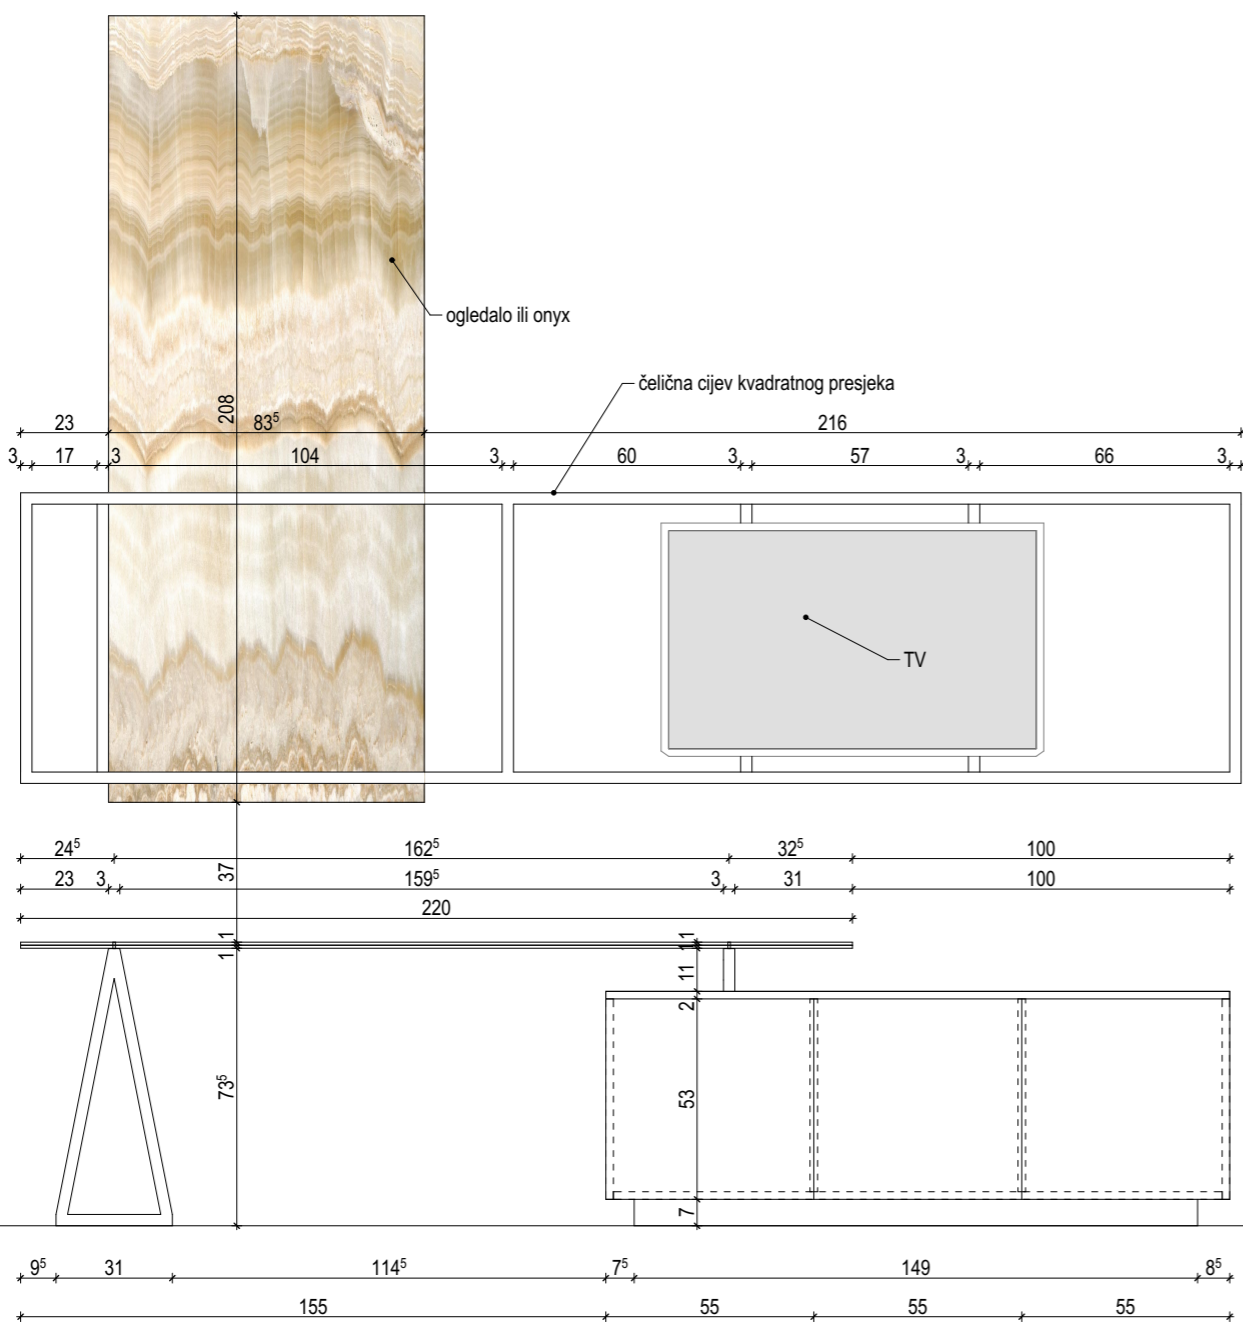 ogledalo ili onyx
čelična cijev kvadratnog presjeka
208
23 83⁵ 216
3 17 3 104 3 60 3 57 3 66 3
TV
24⁵ 162⁵ 32⁵ 100
37
23 3 159⁵ 3 31 100
220
1 1
1 1
11
2
73⁵
53
7
9⁵ 31 114⁵ 7⁵ 149 8⁵
155 55 55 55